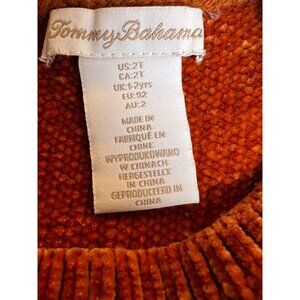 Tommy Bahama
US:2T
CA:2T
UK:1-2yrs
EU:92
AU:2
MADE IN
CHINA
FABRIQUÉ EN
CHINE
WYPRODUKOWANO
W CHINACH
HERGESTELLT
IN CHINA
GEPRODUCEERD IN
CHINA